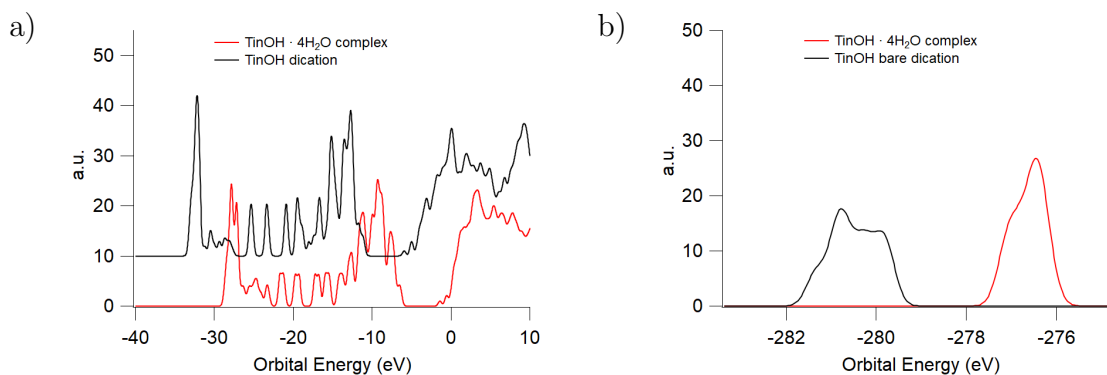 a)
TinOH · 4H₂O complex
TinOH dication
50
40
30
20
10
0
a.u.
-40
-30
-20
-10
0
10
Orbital Energy (eV)
b)
TinOH · 4H₂O complex
TinOH bare dication
50
40
30
20
10
0
a.u.
-282
-280
-278
-276
Orbital Energy (eV)